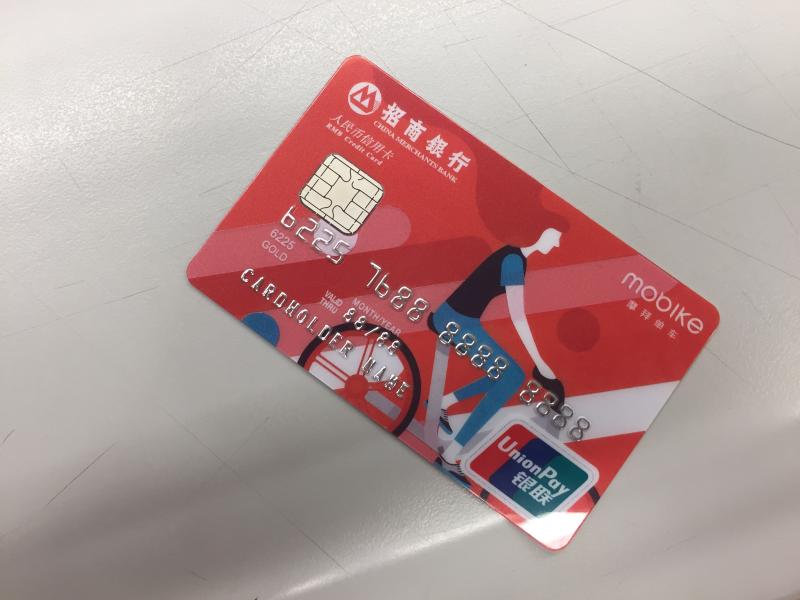 招商銀行
CHINA MERCHANTS BANK
人民币信用卡
RMB Credit Card
mobike
摩拜单车
6225 7688 8888 8888
6225
GOLD
VALID THRU
MONTH/YEAR
88/88
CARDHOLDER NAME
UnionPay
银联